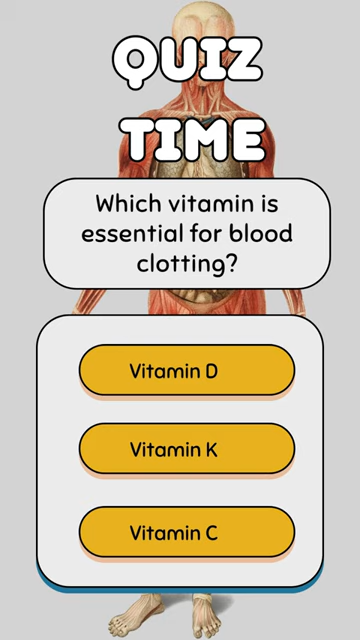 QUIZ
TIME
Which vitamin is
essential for blood
clotting?
Vitamin D
Vitamin K
Vitamin C